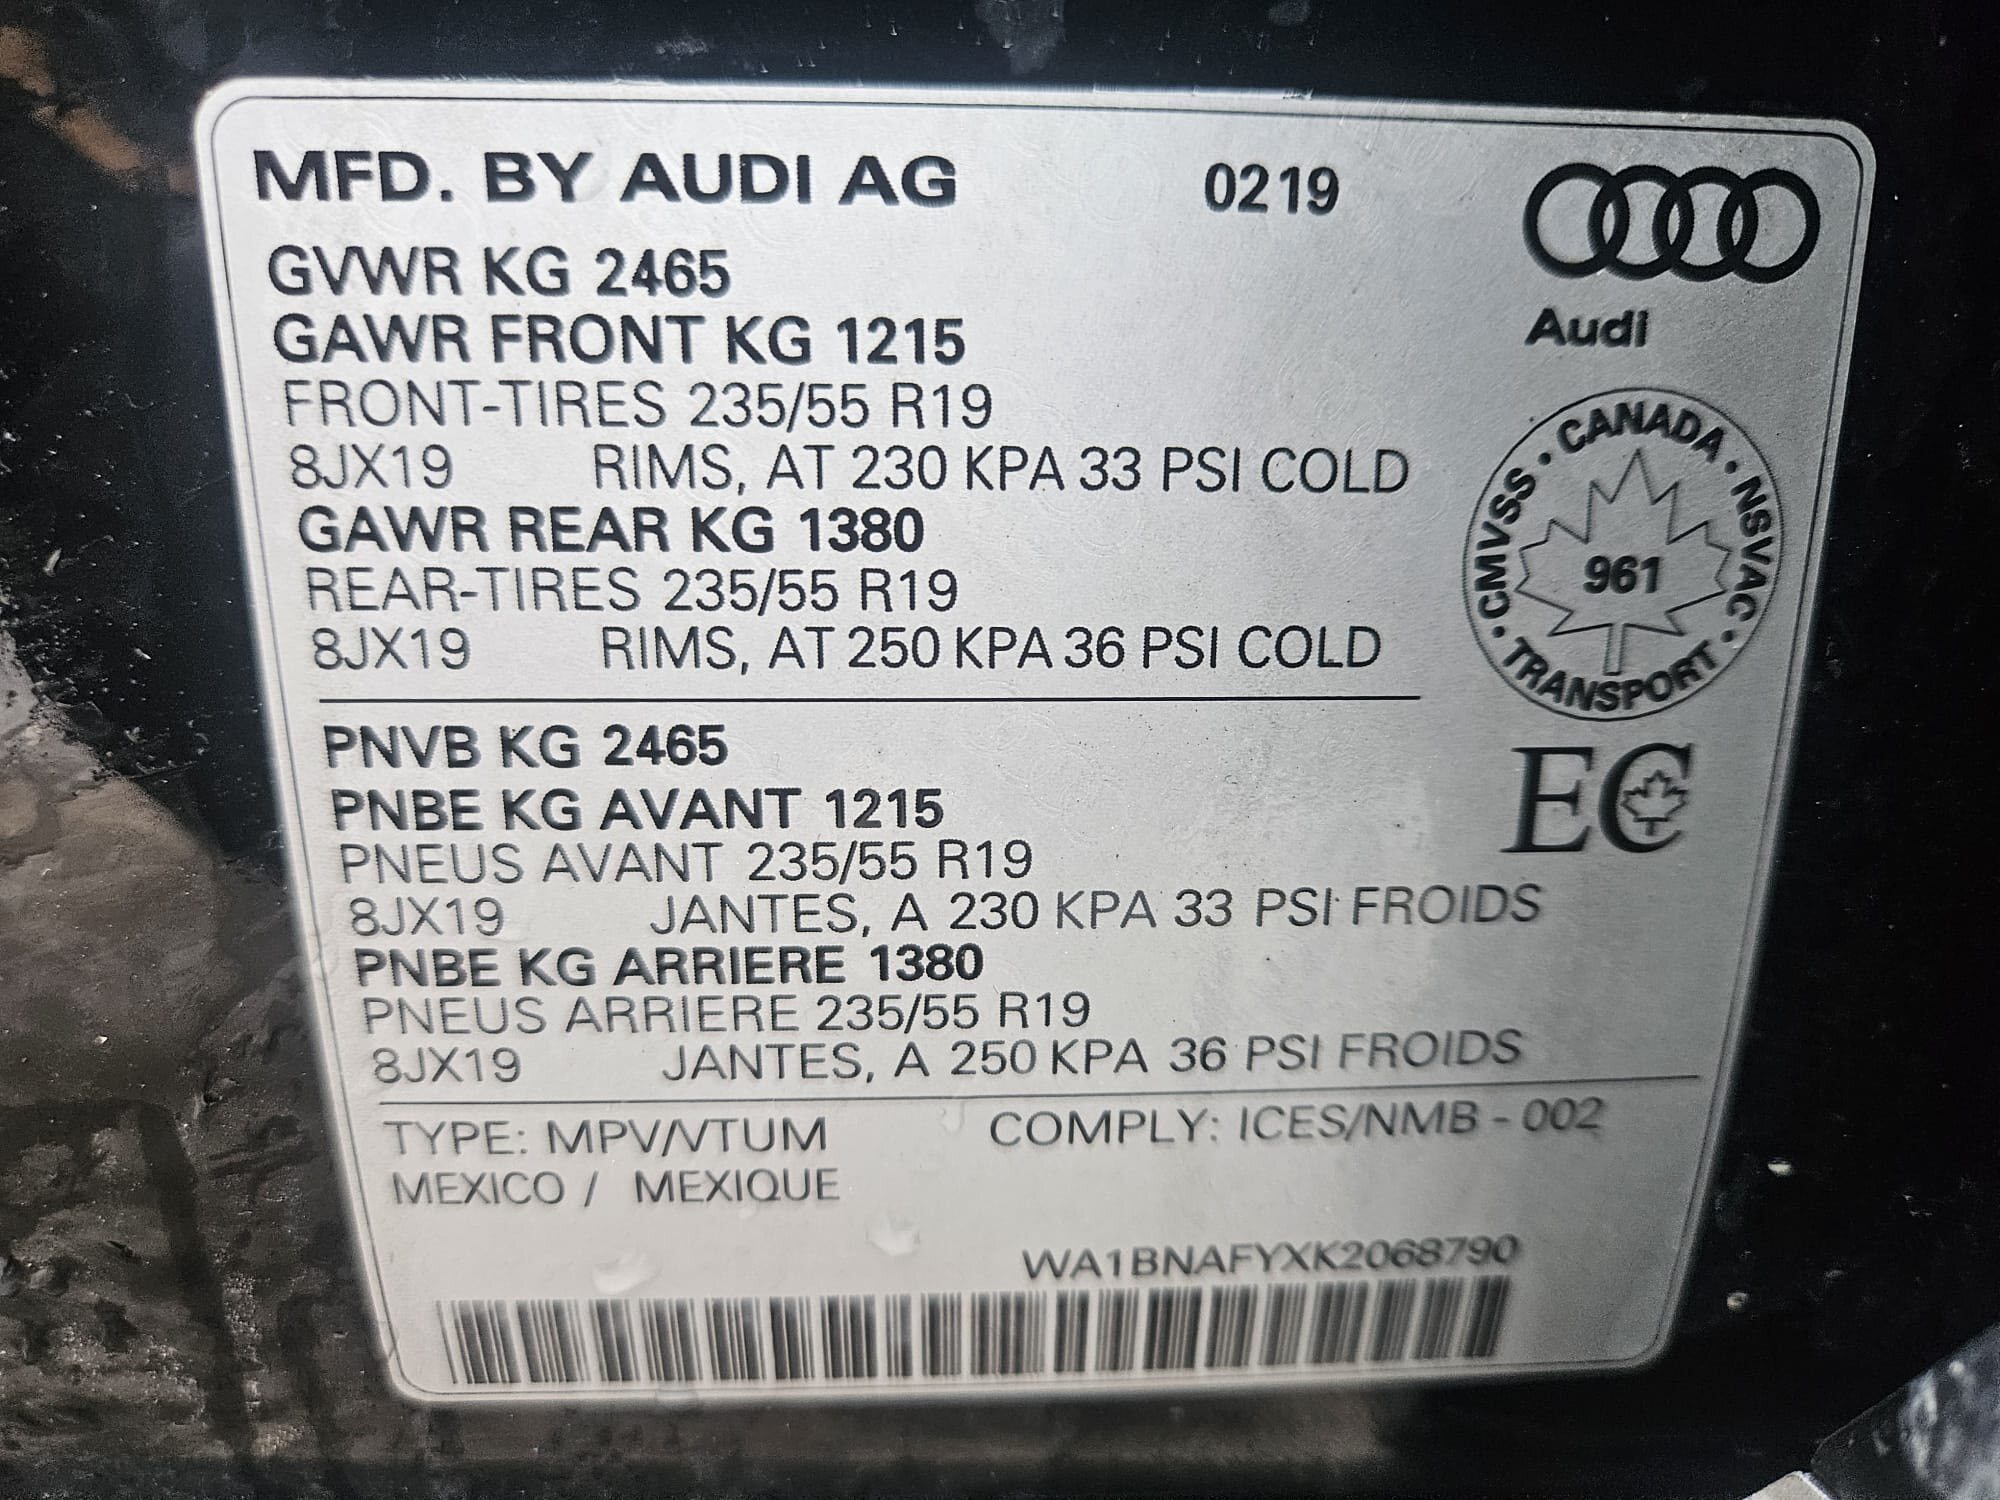 MFD. BY AUDI AG 0219
Audi
GVWR KG 2465
GAWR FRONT KG 1215
FRONT-TIRES 235/55 R19
8JX19 RIMS, AT 230 KPA 33 PSI COLD
GAWR REAR KG 1380
REAR-TIRES 235/55 R19
8JX19 RIMS, AT 250 KPA 36 PSI COLD
CMVSS · CANADA · NSVAC · TRANSPORT ·
961
PNVB KG 2465
PNBE KG AVANT 1215
PNEUS AVANT 235/55 R19
8JX19 JANTES, A 230 KPA 33 PSI FROIDS
PNBE KG ARRIERE 1380
PNEUS ARRIERE 235/55 R19
8JX19 JANTES, A 250 KPA 36 PSI FROIDS
EC
TYPE: MPV/VTUM COMPLY: ICES/NMB - 002
MEXICO / MEXIQUE
WA1BNAFYXK2068790